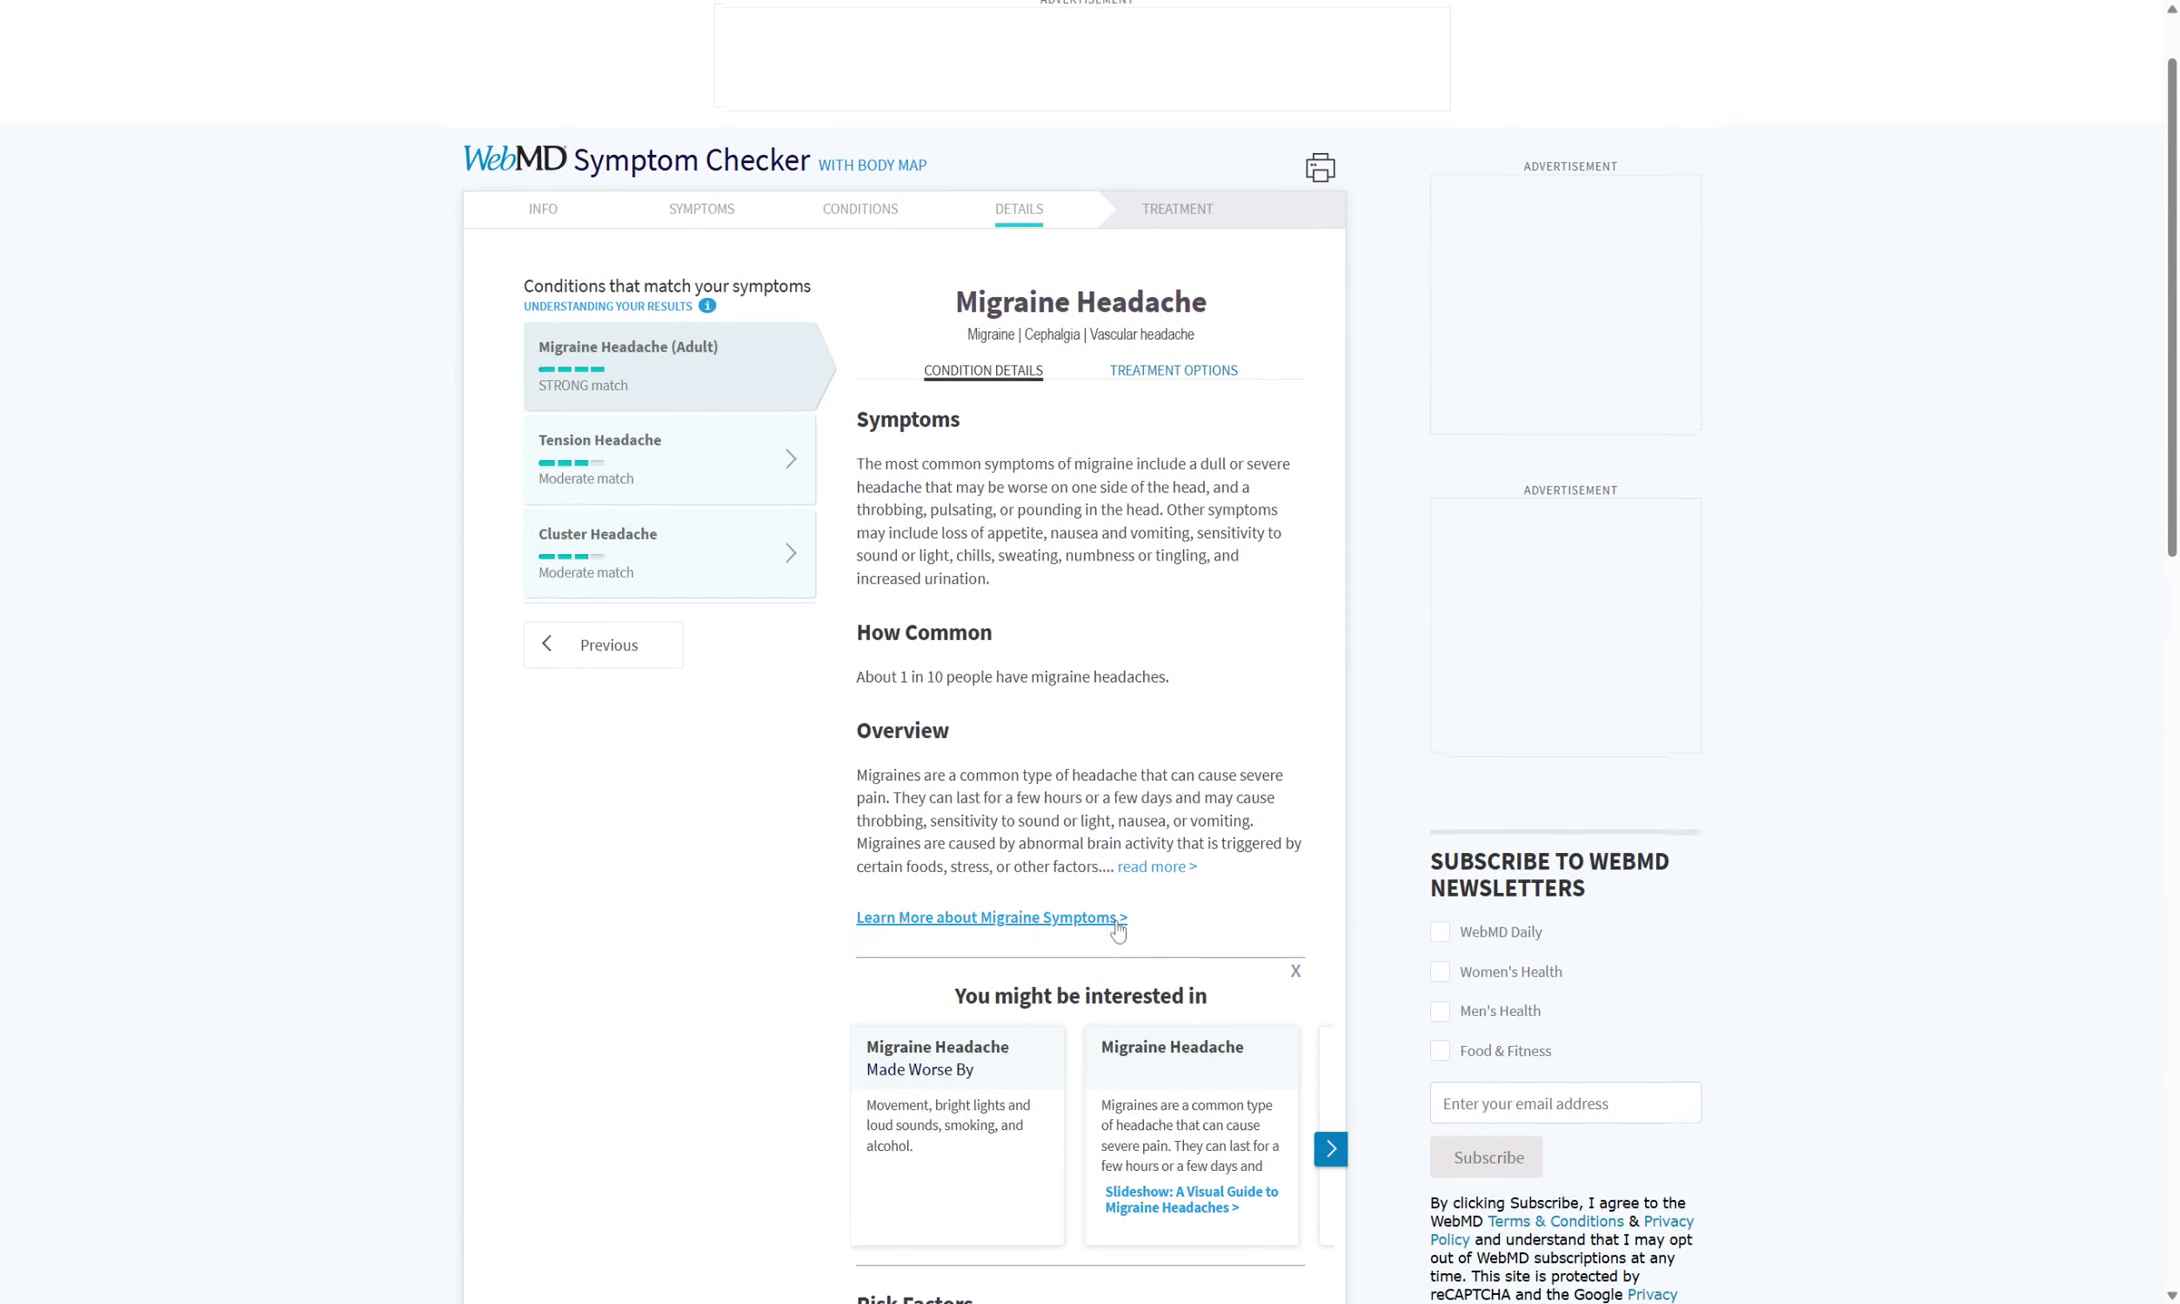 ADVERTISEMENT
WebMD Symptom Checker WITH BODY MAP
INFO
SYMPTOMS
CONDITIONS
DETAILS
TREATMENT
Conditions that match your symptoms
UNDERSTANDING YOUR RESULTS i
Migraine Headache (Adult)
STRONG match
Tension Headache
Moderate match
Cluster Headache
Moderate match
Previous
Migraine Headache
Migraine | Cephalgia | Vascular headache
CONDITION DETAILS
TREATMENT OPTIONS
Symptoms
The most common symptoms of migraine include a dull or severe
headache that may be worse on one side of the head, and a
throbbing, pulsating, or pounding in the head. Other symptoms
may include loss of appetite, nausea and vomiting, sensitivity to
sound or light, chills, sweating, numbness or tingling, and
increased urination.
How Common
About 1 in 10 people have migraine headaches.
Overview
Migraines are a common type of headache that can cause severe
pain. They can last for a few hours or a few days and may cause
throbbing, sensitivity to sound or light, nausea, or vomiting.
Migraines are caused by abnormal brain activity that is triggered by
certain foods, stress, or other factors.... read more >
Learn More about Migraine Symptoms >
X
You might be interested in
Migraine Headache
Made Worse By
Movement, bright lights and
loud sounds, smoking, and
alcohol.
Migraine Headache
Migraines are a common type
of headache that can cause
severe pain. They can last for a
few hours or a few days and
Slideshow: A Visual Guide to
Migraine Headaches >
Risk Factors
ADVERTISEMENT
ADVERTISEMENT
SUBSCRIBE TO WEBMD
NEWSLETTERS
WebMD Daily
Women's Health
Men's Health
Food & Fitness
Enter your email address
Subscribe
By clicking Subscribe, I agree to the
WebMD Terms & Conditions & Privacy
Policy and understand that I may opt
out of WebMD subscriptions at any
time. This site is protected by
reCAPTCHA and the Google Privacy